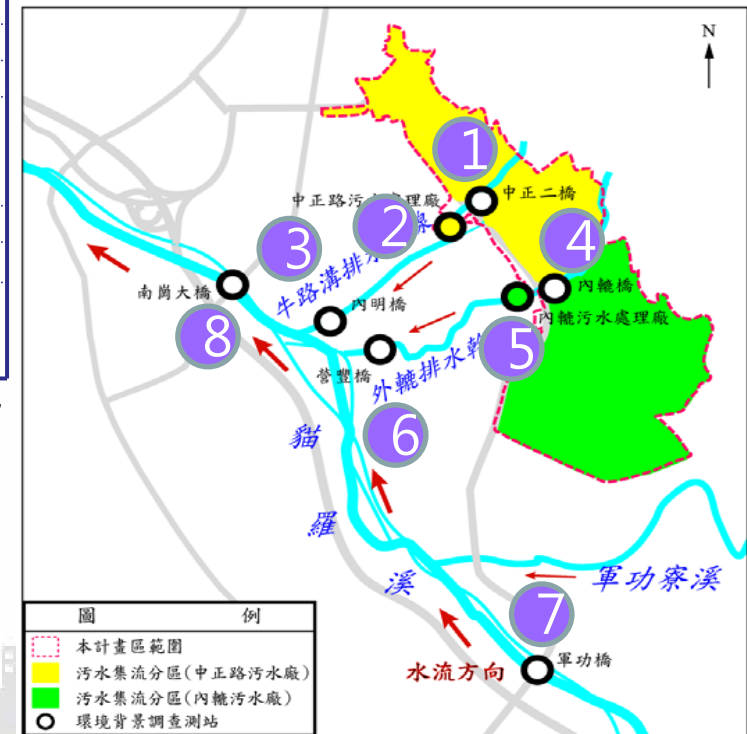 N
1
中正二橋
中正路污水處理廠
2
3
4
牛路溝排水
內轆橋
南崗大橋
內明橋
內轆污水處理廠
8
5
營豐橋
外轆排水幹
6
貓
羅
溪
軍功寮溪
7
水流方向
軍功橋
圖 例
本計畫區範圍
污水集流分區(中正路污水廠)
污水集流分區(內轆污水廠)
環境背景調查測站